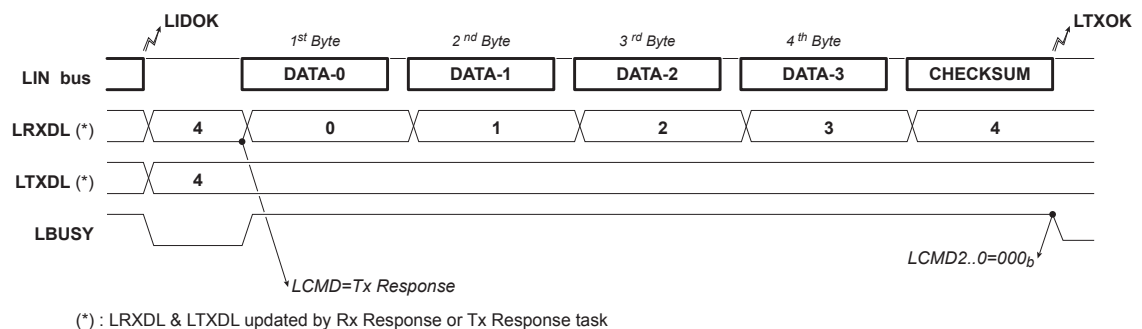 LIDOK LTXOK
1st Byte 2nd Byte 3rd Byte 4th Byte
LIN bus DATA-0 DATA-1 DATA-2 DATA-3 CHECKSUM
LRXDL (*) 4 0 1 2 3 4
LTXDL (*) 4
LBUSY
LCMD2..0=000b
LCMD=Tx Response
(*) : LRXDL & LTXDL updated by Rx Response or Tx Response task